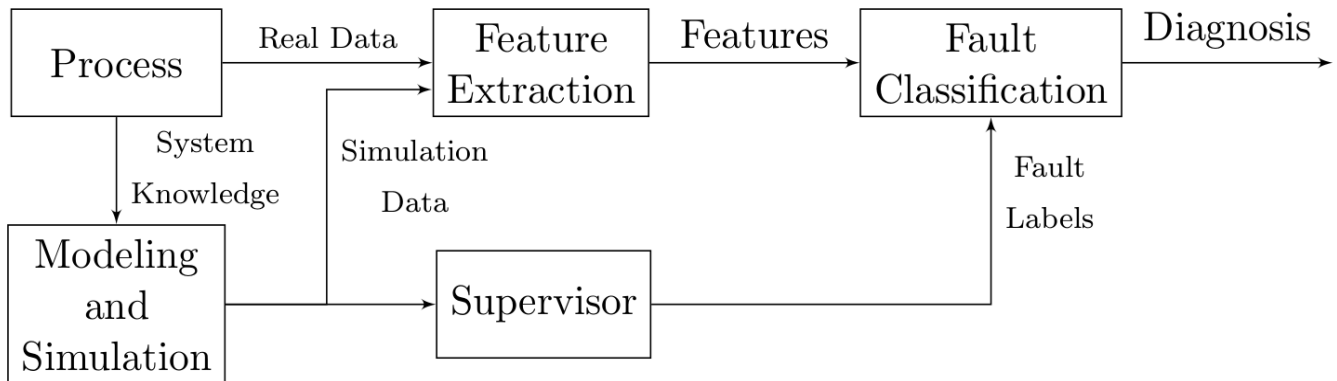 Process
Real Data
Feature
Extraction
Features
Fault
Classification
Diagnosis
System
Knowledge
Simulation
Data
Fault
Labels
Modeling
and
Simulation
Supervisor